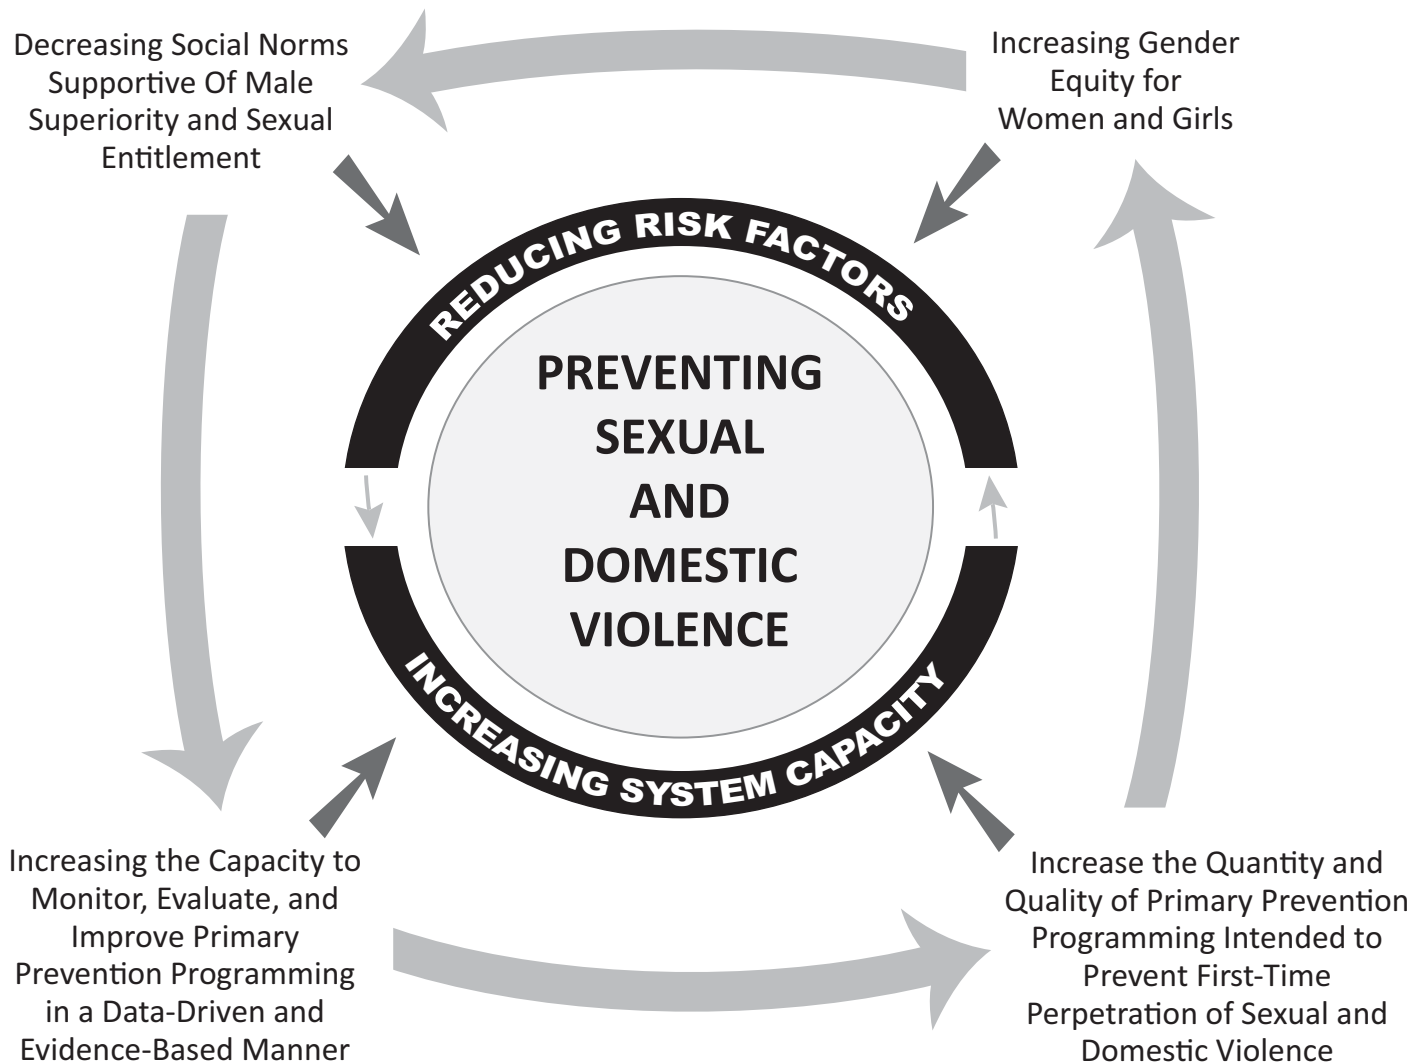 Decreasing Social Norms
Supportive Of Male
Superiority and Sexual
Entitlement
Increasing Gender
Equity for
Women and Girls
REDUCING RISK FACTORS
PREVENTING
SEXUAL
AND
DOMESTIC
VIOLENCE
INCREASING SYSTEM CAPACITY
Increasing the Capacity to
Monitor, Evaluate, and
Improve Primary
Prevention Programming
in a Data-Driven and
Evidence-Based Manner
Increase the Quantity and
Quality of Primary Prevention
Programming Intended to
Prevent First-Time
Perpetration of Sexual and
Domestic Violence